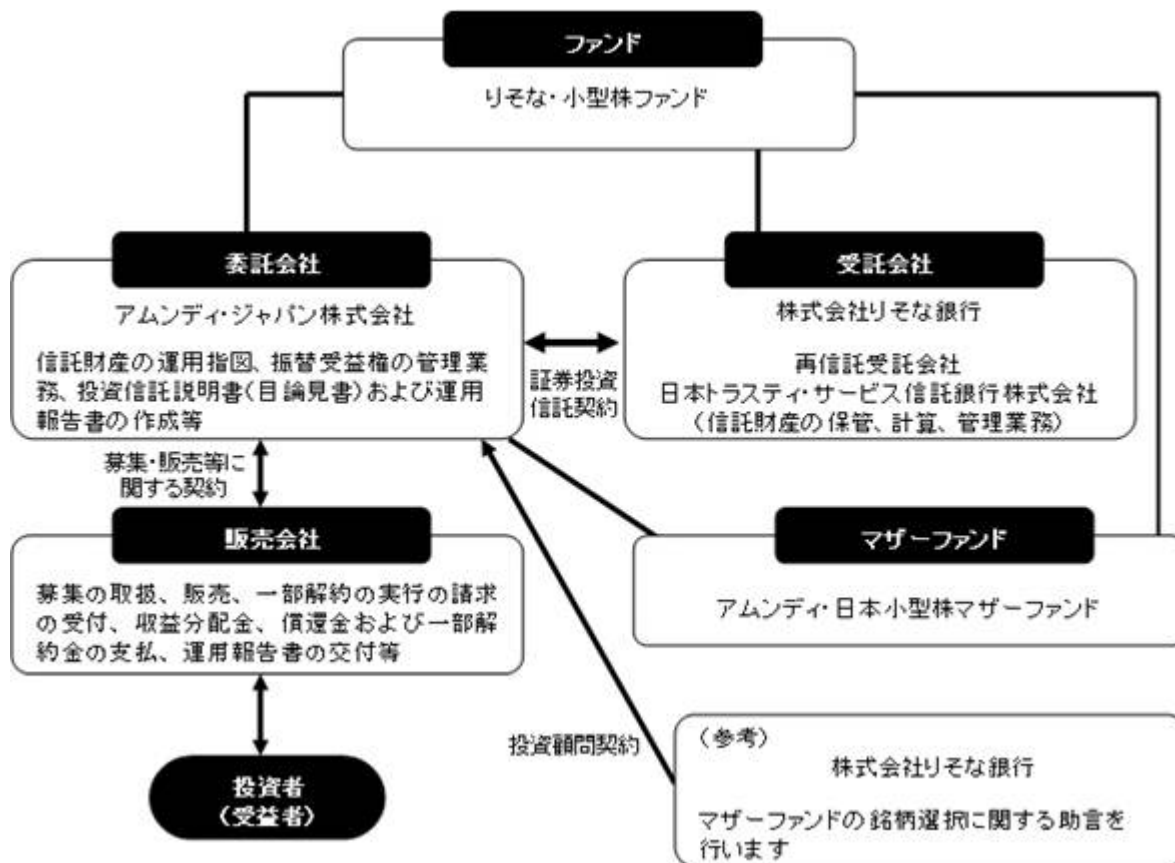 ファンド
りそな・小型株ファンド
委託会社
アムンディ・ジャパン株式会社
信託財産の運用指図、振替受益権の管理業
務、投資信託説明書（目論見書）および運用
報告書の作成等
証券投資
信託契約
受託会社
株式会社りそな銀行
再信託受託会社
日本トラスティ・サービス信託銀行株式会社
（信託財産の保管、計算、管理業務）
募集・販売等に
関する契約
販売会社
募集の取扱、販売、一部解約の実行の請求
の受付、収益分配金、償還金および一部解
約金の支払、運用報告書の交付等
マザーファンド
アムンディ・日本小型株マザーファンド
投資顧問契約
投資者
（受益者）
（参考）
株式会社りそな銀行
マザーファンドの銘柄選択に関する助言を
行います